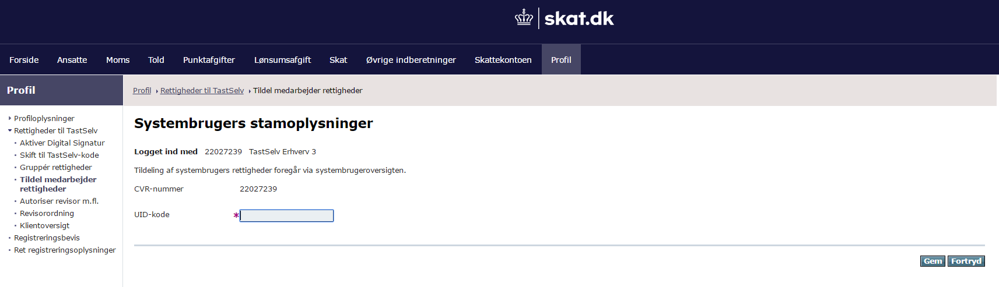 skat.dk
Forside Ansatte Moms Told Punktafgifter Lønsumsafgift Skat Øvrige indberetninger Skattekontoen Profil
Profil
Profiloplysninger
Rettigheder til TastSelv
Aktiver Digital Signatur
Skift til TastSelv-kode
Gruppér rettigheder
Tildel medarbejder
rettigheder
Autoriser revisor m.fl.
Revisorordning
Klientoversigt
Registreringsbevis
Ret registreringsoplysninger
Profil Rettigheder til TastSelv Tildel medarbejder rettigheder
Systembrugers stamoplysninger
Logget ind med 22027239 TastSelv Erhverv 3
Tildeling af systembrugers rettigheder foregår via systembrugeroversigten.
CVR-nummer 22027239
UID-kode *
Gem Fortryd